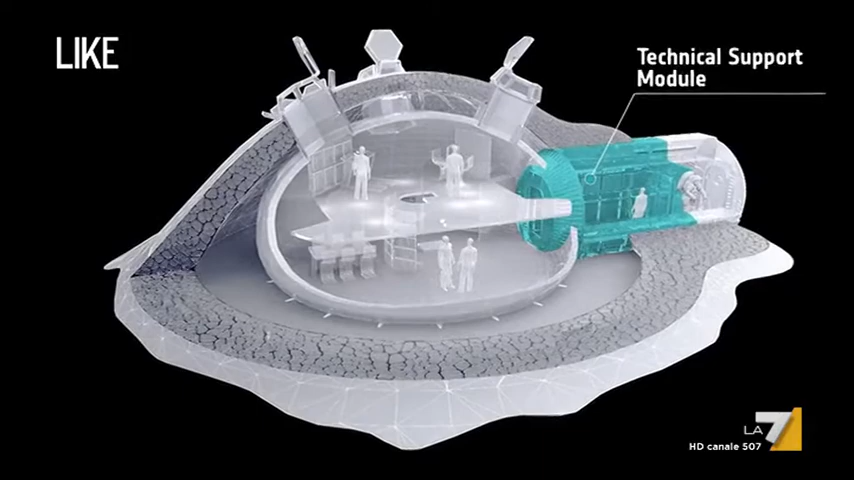 LIKE
Technical Support
Module
LA7
HD canale 507